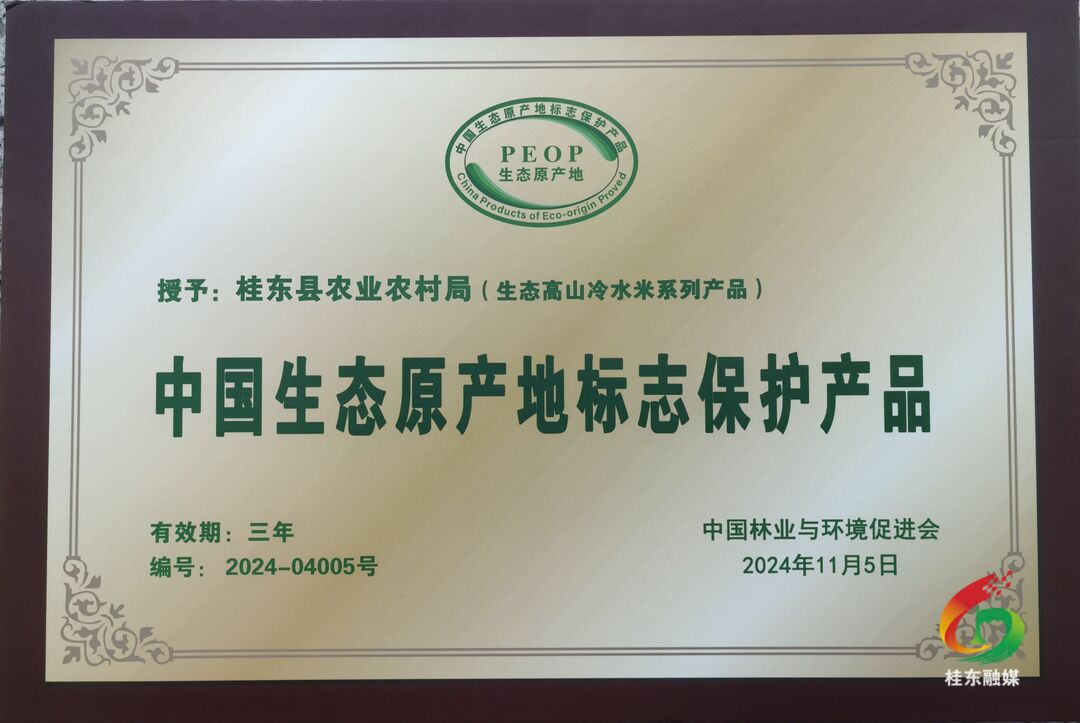 中国生态原产地标志保护产品
PEOP
生态原产地
China Products of Eco-origin Proved
授予：桂东县农业农村局（生态高山冷水米系列产品）
中国生态原产地标志保护产品
有效期：三年
编号：2024-04005号
中国林业与环境促进会
2024年11月5日
桂东融媒